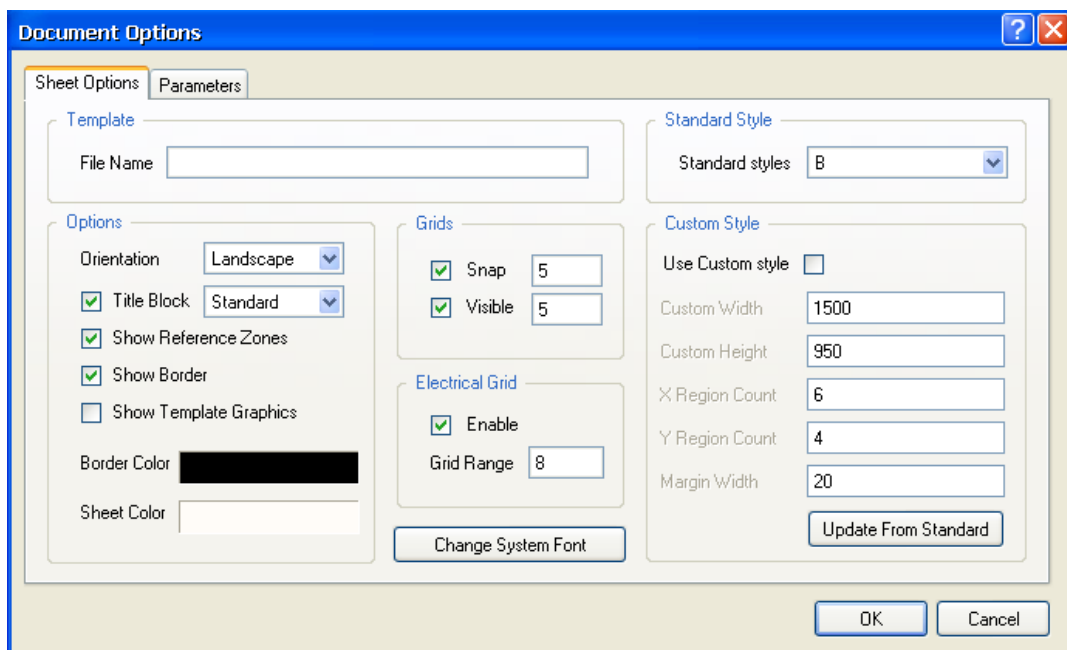 Document Options
Sheet Options
Parameters
Template
File Name
Standard Style
Standard styles B
Options
Orientation Landscape
Title Block Standard
Show Reference Zones
Show Border
Show Template Graphics
Border Color
Sheet Color
Grids
Snap 5
Visible 5
Electrical Grid
Enable
Grid Range 8
Change System Font
Custom Style
Use Custom style
Custom Width 1500
Custom Height 950
X Region Count 6
Y Region Count 4
Margin Width 20
Update From Standard
OK
Cancel